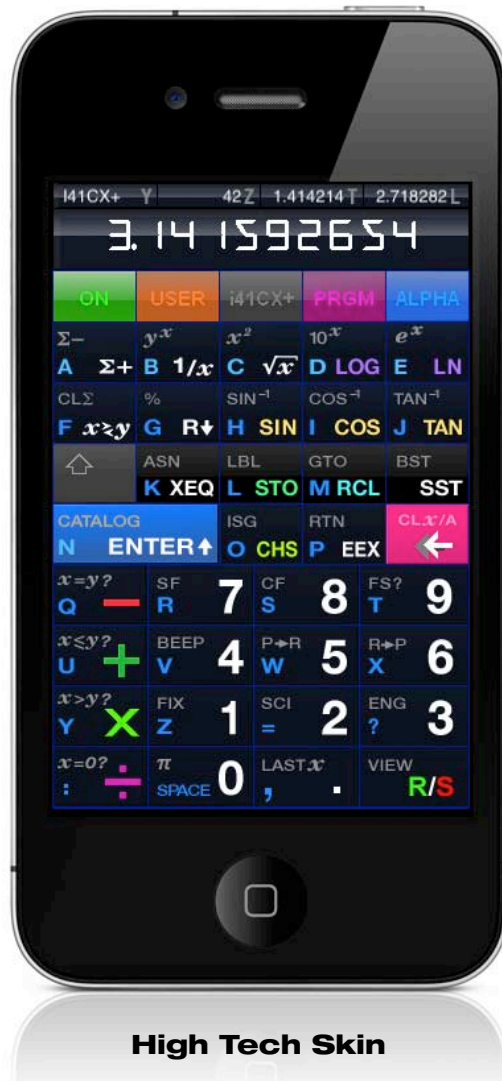 I41CX+ Y 42 Z 1.414214 T 2.718282 L
3.141592654
ON USER i41CX+ PRGM ALPHA
Σ− yˣ x² 10ˣ eˣ
A Σ+ B 1/x C √x D LOG E LN
CLΣ % SIN⁻¹ COS⁻¹ TAN⁻¹
F x≷y G R↓ H SIN I COS J TAN
ASN LBL GTO BST
K XEQ L STO M RCL SST
CATALOG ISG RTN CLx/A
N ENTER↑ O CHS P EEX
x=y? SF CF FS?
Q − R 7 S 8 T 9
x≤y? BEEP P→R R→P
U + V 4 W 5 X 6
x>y? FIX SCI ENG
Y × Z 1 = 2 ? 3
x=0? π LASTx VIEW
: ÷ SPACE 0 , . R/S
High Tech Skin